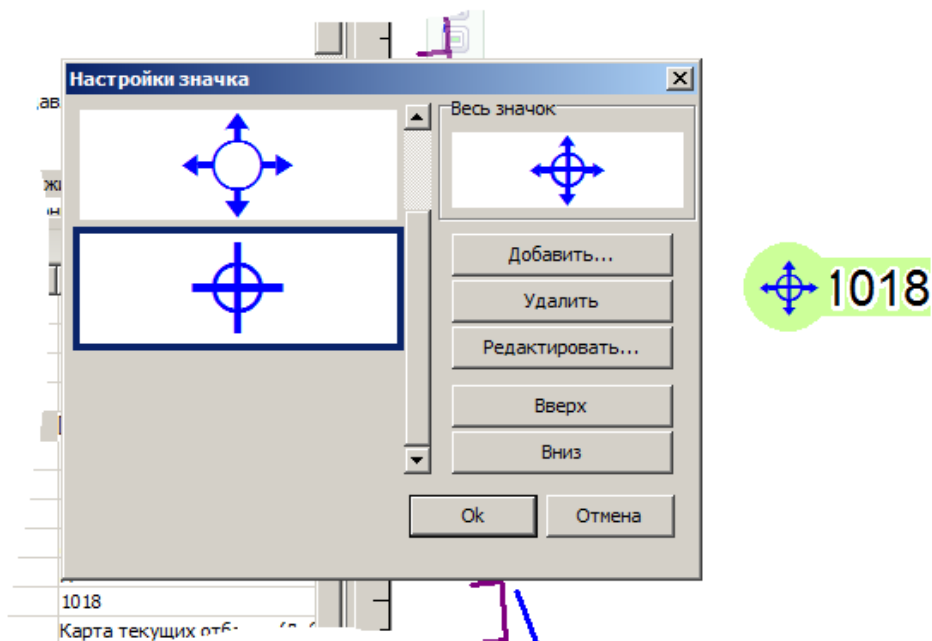 Настройки значка
Весь значок
Добавить...
Удалить
Редактировать...
Вверх
Вниз
Ok
Отмена
1018
1018
Карта текущих